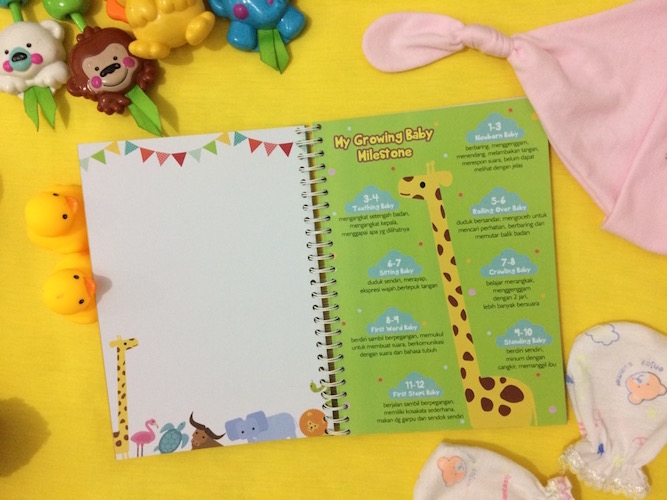 My Growing Baby
Milestone
1-3
Newborn Baby
berbaring, menggenggam,
menendang, melambaikan tangan,
merespon suara, belum dapat
melihat dengan jelas
3-4
Teething Baby
mengangkat setengah badan,
mengangkat kepala,
menggapai apa yg dilihatnya
5-6
Rolling Over Baby
duduk bersandar, mengoceh untuk
mencari perhatian, berbaring dan
memutar balik badan
6-7
Sitting Baby
duduk sendiri, merayap,
ekspresi wajah,bertepuk tangan
7-8
Crawling Baby
belajar merangkak,
menggenggam
dengan 2 jari,
lebih banyak bersuara
8-9
First Word Baby
berdiri sambil berpegangan, memukul
untuk membuat suara, berkomunikasi
dengan suara dan bahasa tubuh
9-10
Standing Baby
berdiri sendiri,
minum dengan
cangkir, memanggil ibu
11-12
First Steps Baby
berjalan sambil berpegangan,
memiliki kosakata sederhana,
makan dg garpu dan sendok sendiri